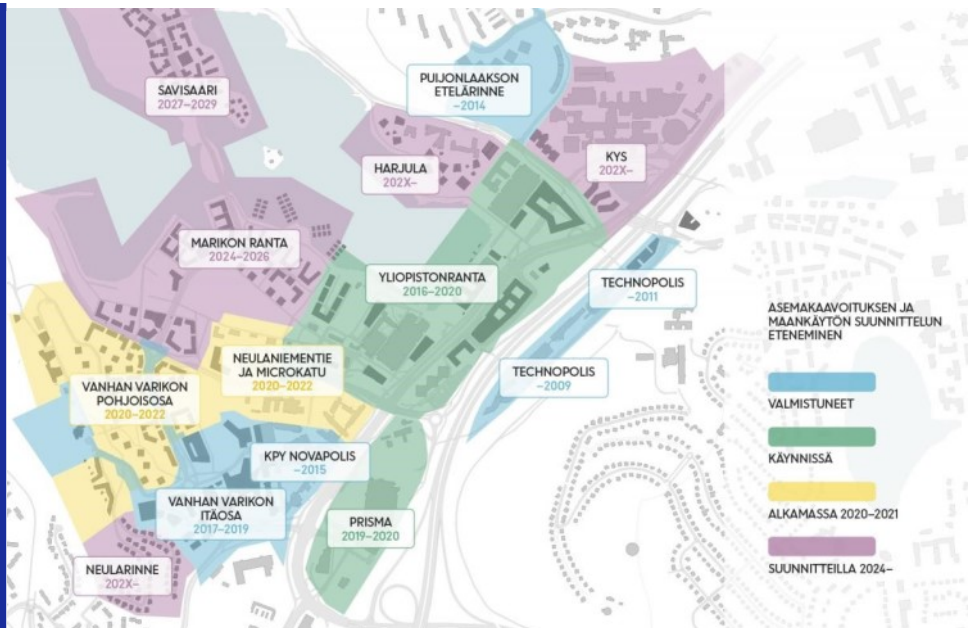 SAVISAARI
2027–2029
PUIJONLAAKSON
ETELÄRINNE
–2014
HARJULA
202X–
KYS
202X–
MARIKON RANTA
2024–2026
YLIOPISTONRANTA
2016–2020
TECHNOPOLIS
–2011
TECHNOPOLIS
–2009
NEULANIEMENTIE
JA MICROKATU
2020–2022
VANHAN VARIKON
POHJOISOSA
2020–2022
KPY NOVAPOLIS
–2015
VANHAN VARIKON
ITÄOSA
2017–2019
PRISMA
2019–2020
NEULARINNE
202X–
ASEMAKAAVOITUKSEN JA
MAANKÄYTÖN SUUNNITTELUN
ETENEMINEN
VALMISTUNEET
KÄYNNISSÄ
ALKAMASSA 2020–2021
SUUNNITTEILLA 2024–